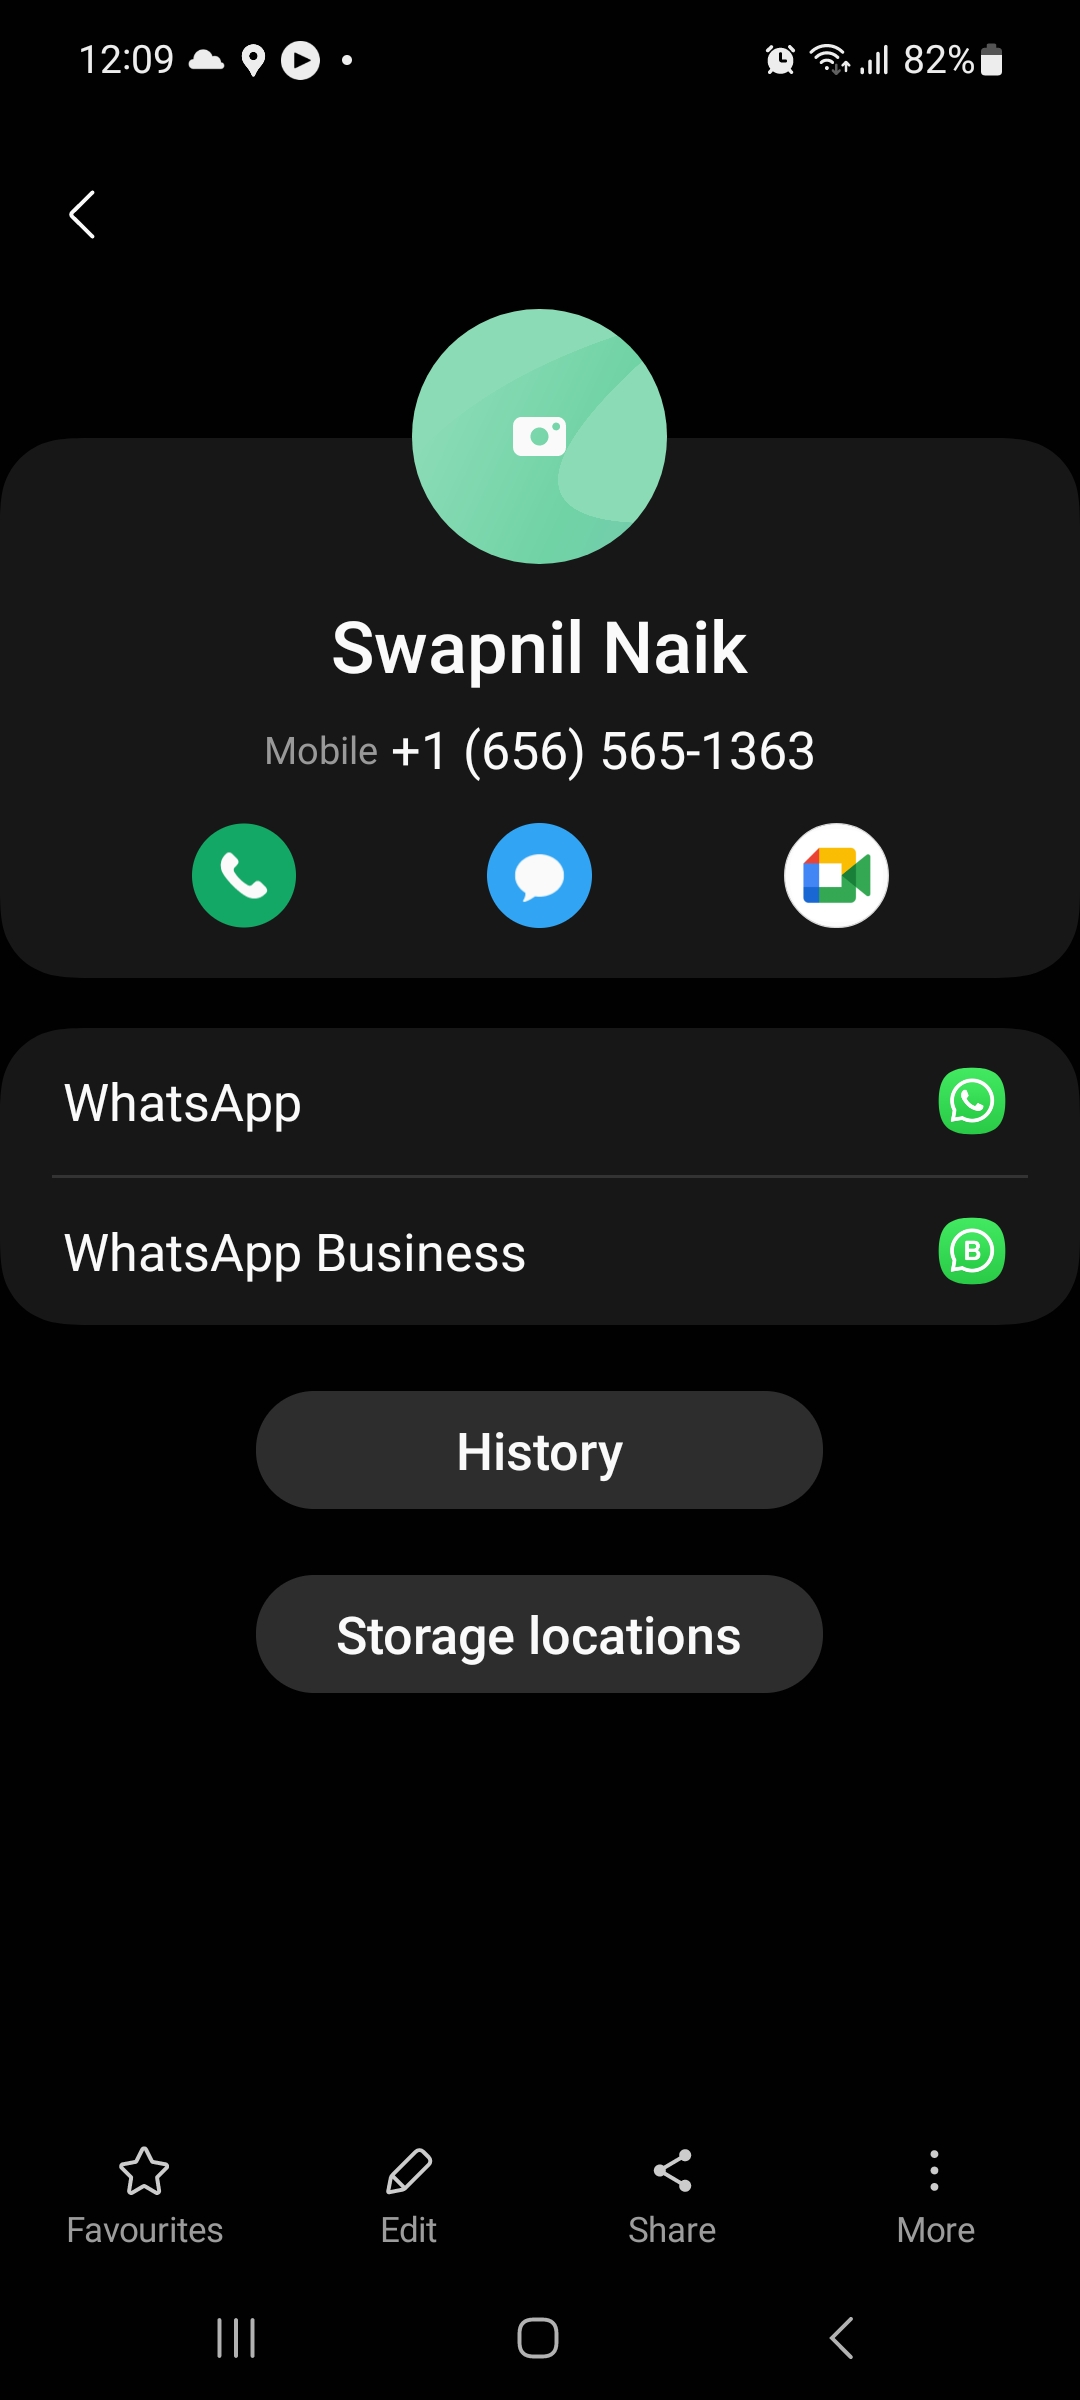 12:09 82%
Swapnil Naik
Mobile +1 (656) 565-1363
WhatsApp
WhatsApp Business
B
History
Storage locations
Favourites Edit Share More